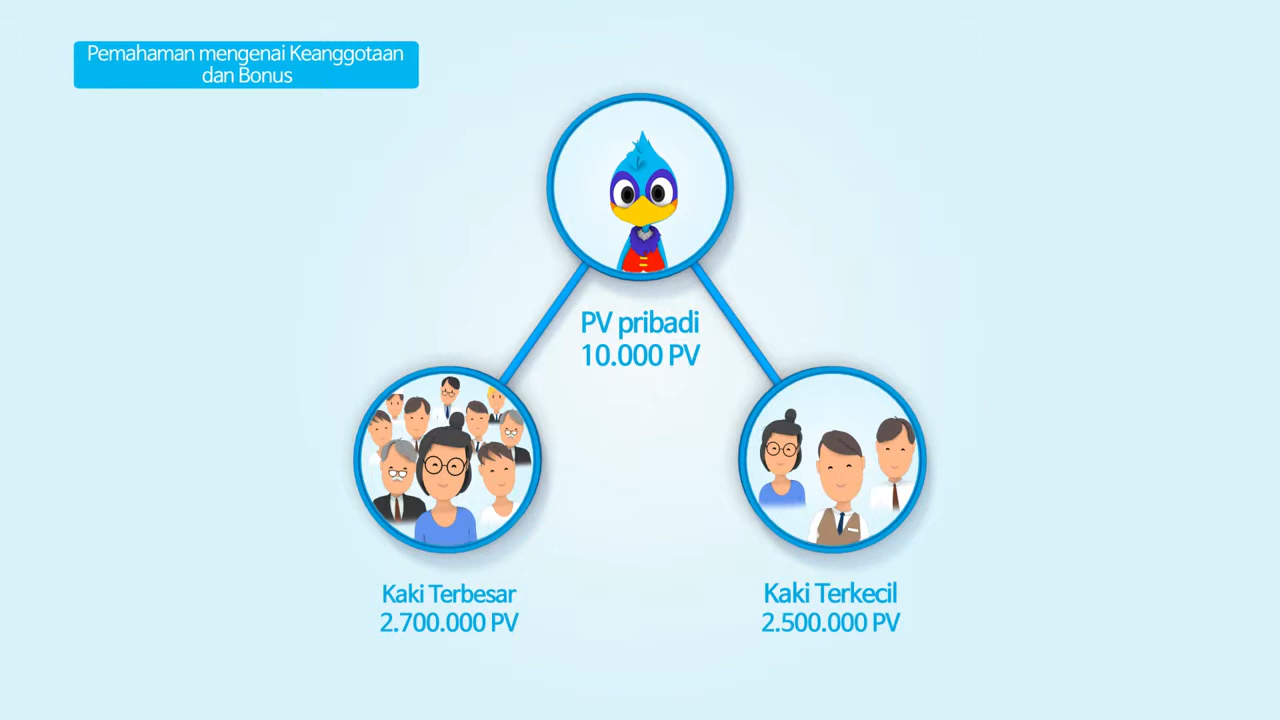 Pemahaman mengenai Keanggotaan
dan Bonus
PV pribadi
10.000 PV
Kaki Terbesar
2.700.000 PV
Kaki Terkecil
2.500.000 PV